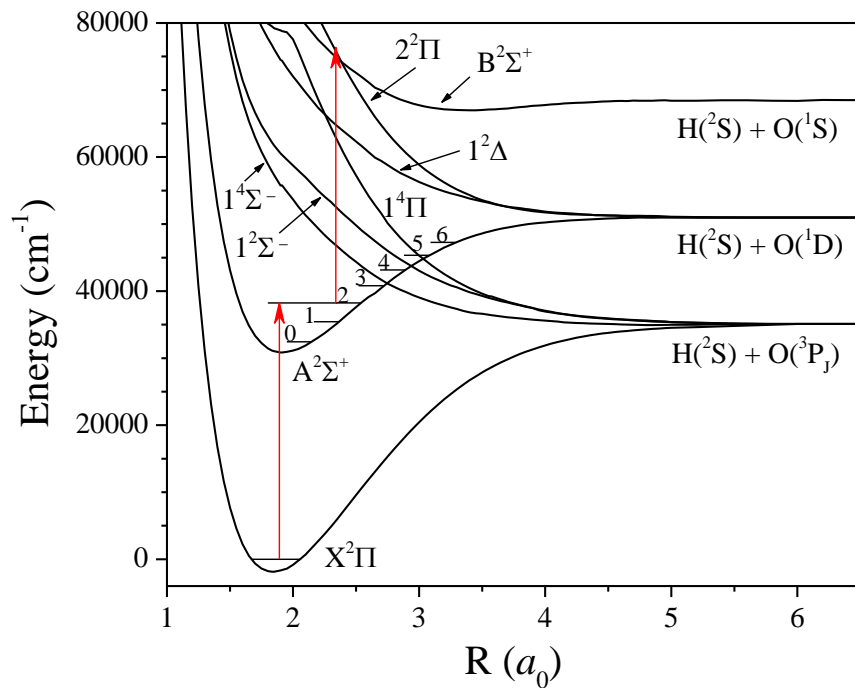 80000
60000
40000
20000
0
Energy (cm⁻¹)
1
2
3
4
5
6
R (a₀)
2²Π
B²Σ⁺
H(²S) + O(¹S)
1²Δ
1⁴Π
1⁴Σ⁻
1²Σ⁻
H(²S) + O(¹D)
6
5
4
3
2
1
0
A²Σ⁺
H(²S) + O(³P_J)
X²Π